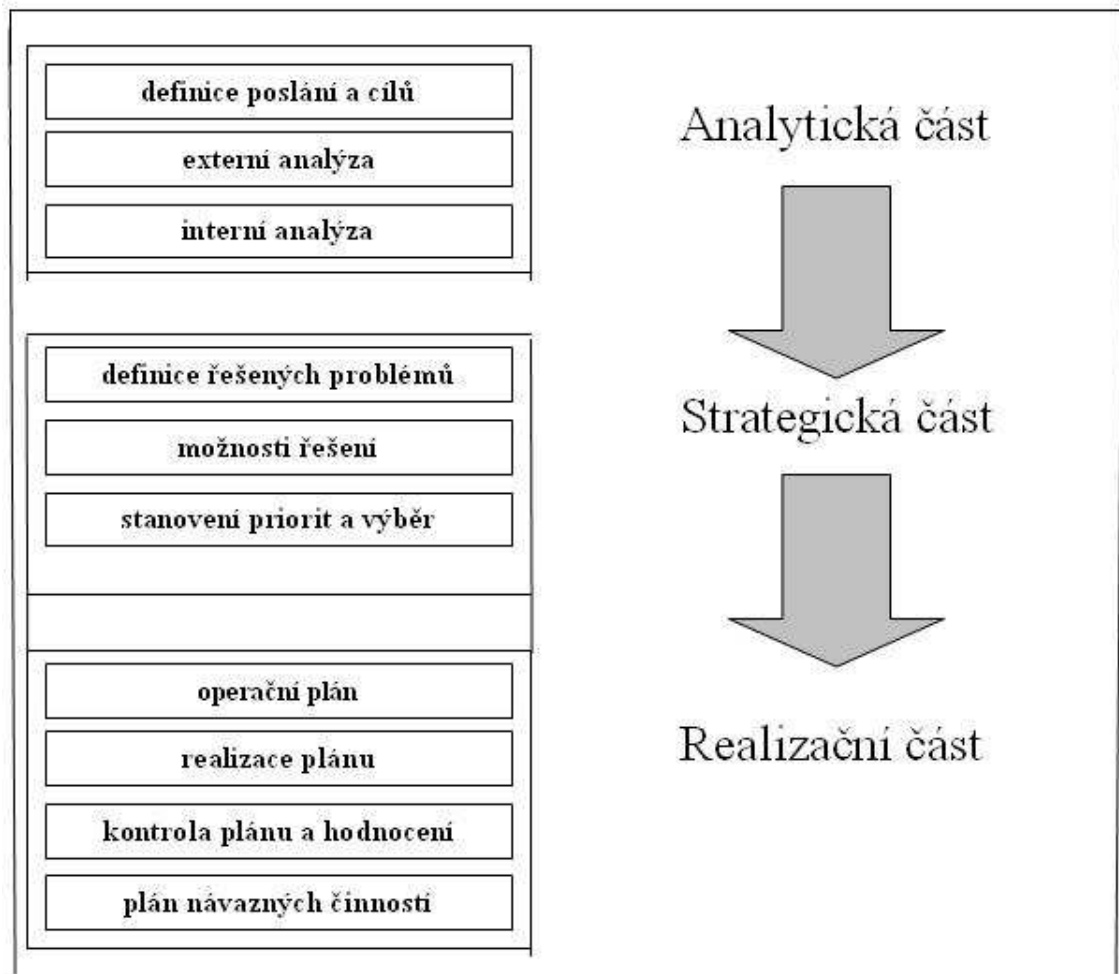 definice poslání a cílů
externí analýza
interní analýza
Analytická část
definice řešených problémů
možnosti řešení
stanovení priorit a výběr
Strategická část
operační plán
realizace plánu
kontrola plánu a hodnocení
plán návazných činností
Realizační část